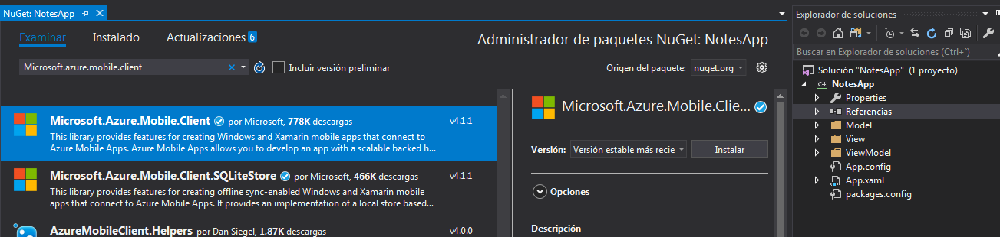 NuGet: NotesApp
Examinar Instalado Actualizaciones 6
Administrador de paquetes NuGet: NotesApp
Microsoft.azure.mobile.client
Incluir versión preliminar
Origen del paquete: nuget.org
Microsoft.Azure.Mobile.Client por Microsoft, 778K descargas v4.1.1
This library provides features for creating Windows and Xamarin mobile apps that connect to
Azure Mobile Apps. Azure Mobile Apps allows you to develop an app with a scalable backed h...
Microsoft.Azure.Mobile.Client.SQLiteStore por Microsoft, 466K descargas v4.1.1
This library provides features for creating offline sync-enabled Windows and Xamarin mobile
apps that connect to Azure Mobile Apps. It provides an implementation of a local store based...
AzureMobileClient.Helpers por Dan Siegel, 1,87K descargas v4.0.0
Microsoft.Azure.Mobile.Clie...
Versión: Versión estable más recie Instalar
Opciones
Descripción
Explorador de soluciones
Buscar en Explorador de soluciones (Ctrl+`)
Solución "NotesApp" (1 proyecto)
C# NotesApp
Properties
Referencias
Model
View
ViewModel
App.config
App.xaml
packages.config